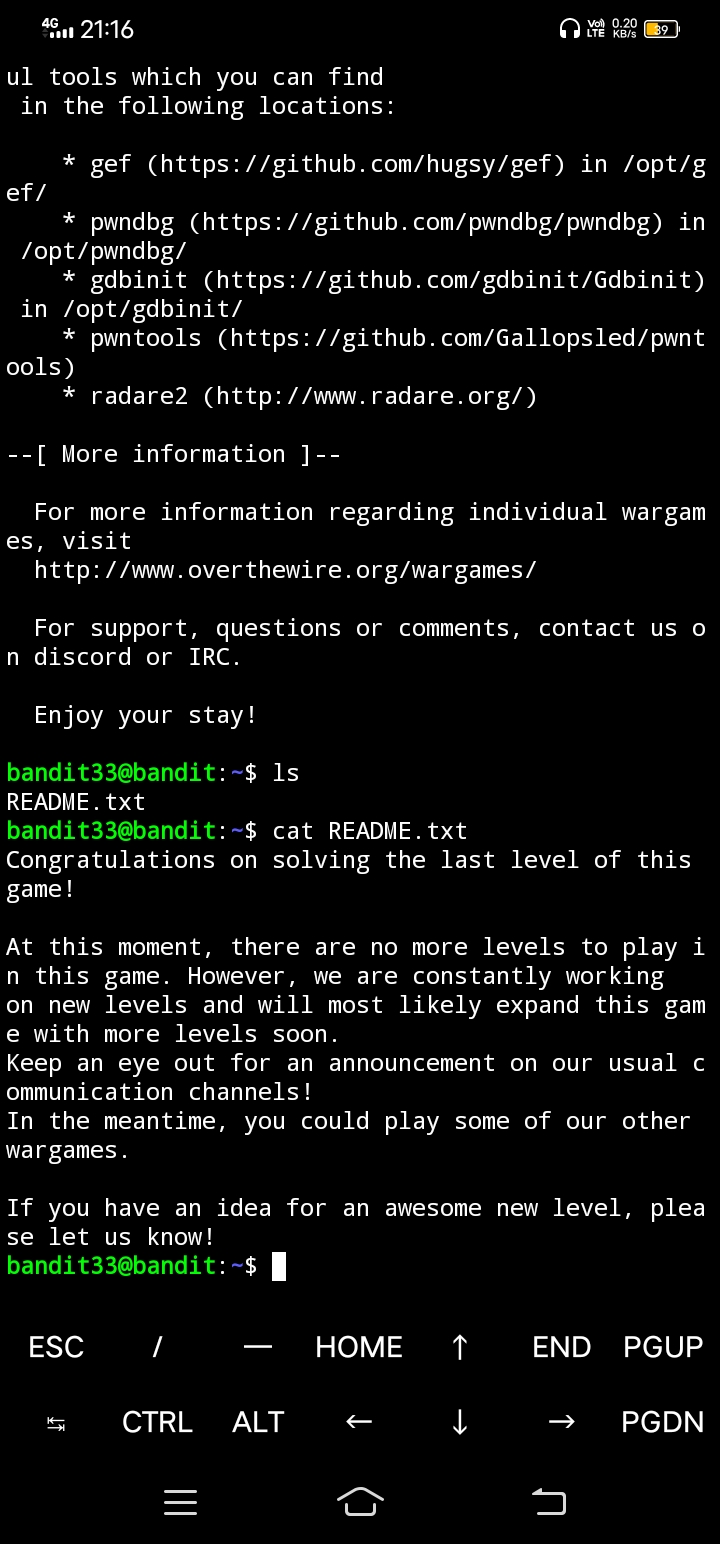 4G 21:16 Vo) LTE 0.20 KB/s 39
ul tools which you can find
 in the following locations:

    * gef (https://github.com/hugsy/gef) in /opt/g
ef/
    * pwndbg (https://github.com/pwndbg/pwndbg) in
 /opt/pwndbg/
    * gdbinit (https://github.com/gdbinit/Gdbinit)
 in /opt/gdbinit/
    * pwntools (https://github.com/Gallopsled/pwnt
ools)
    * radare2 (http://www.radare.org/)

--[ More information ]--

  For more information regarding individual wargam
es, visit
  http://www.overthewire.org/wargames/

  For support, questions or comments, contact us o
n discord or IRC.

  Enjoy your stay!

bandit33@bandit:~$ ls
README.txt
bandit33@bandit:~$ cat README.txt
Congratulations on solving the last level of this
game!

At this moment, there are no more levels to play i
n this game. However, we are constantly working
on new levels and will most likely expand this gam
e with more levels soon.
Keep an eye out for an announcement on our usual c
ommunication channels!
In the meantime, you could play some of our other
wargames.

If you have an idea for an awesome new level, plea
se let us know!
bandit33@bandit:~$
ESC / — HOME ↑ END PGUP
↹ CTRL ALT ← ↓ → PGDN